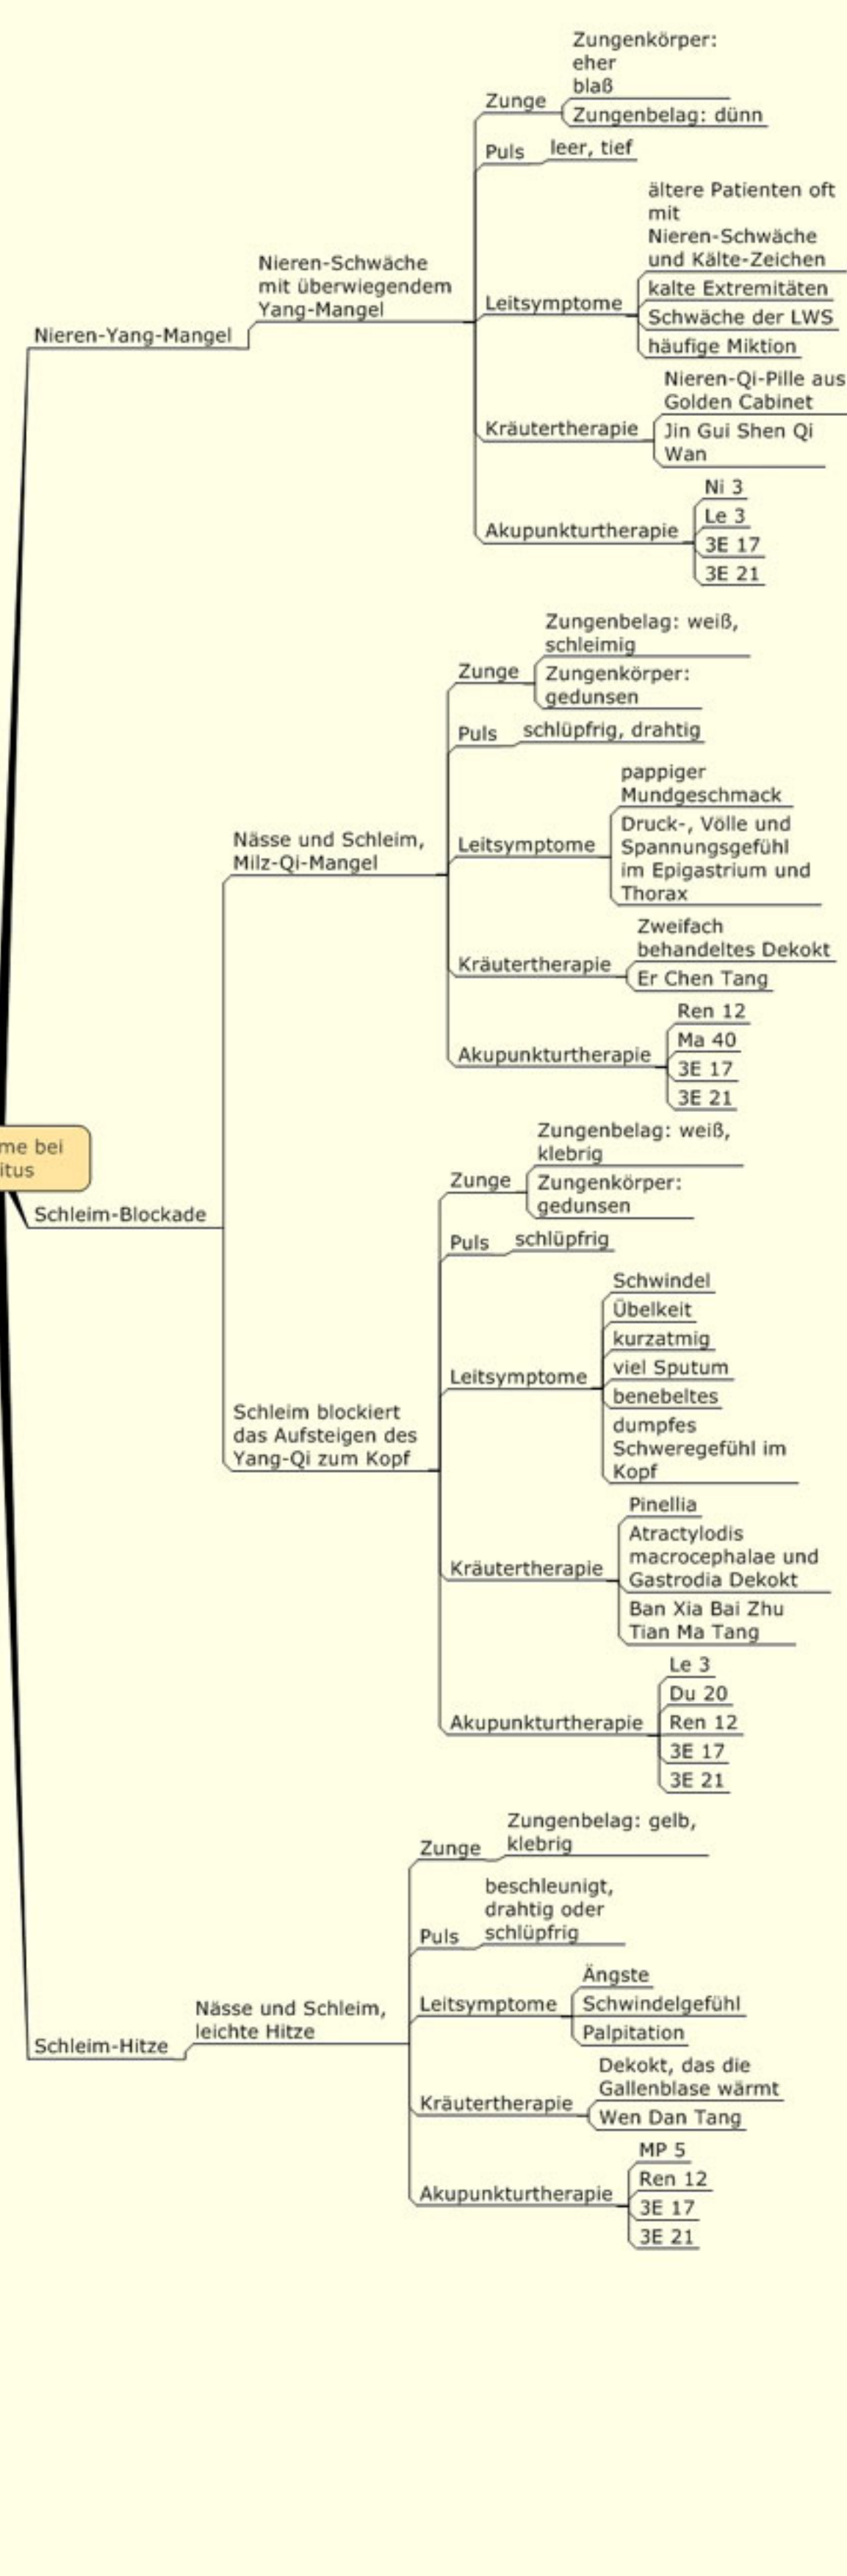 me bei
itus
Nieren-Yang-Mangel
Nieren-Schwäche
mit überwiegendem
Yang-Mangel
Zunge
Zungenkörper:
eher
blaß
Zungenbelag: dünn
Puls
leer, tief
Leitsymptome
ältere Patienten oft
mit
Nieren-Schwäche
und Kälte-Zeichen
kalte Extremitäten
Schwäche der LWS
häufige Miktion
Kräutertherapie
Nieren-Qi-Pille aus
Golden Cabinet
Jin Gui Shen Qi
Wan
Akupunkturtherapie
Ni 3
Le 3
3E 17
3E 21
Schleim-Blockade
Nässe und Schleim,
Milz-Qi-Mangel
Zunge
Zungenbelag: weiß,
schleimig
Zungenkörper:
gedunsen
Puls
schlüpfrig, drahtig
Leitsymptome
pappiger
Mundgeschmack
Druck-, Völle und
Spannungsgefühl
im Epigastrium und
Thorax
Kräutertherapie
Zweifach
behandeltes Dekokt
Er Chen Tang
Akupunkturtherapie
Ren 12
Ma 40
3E 17
3E 21
Schleim blockiert
das Aufsteigen des
Yang-Qi zum Kopf
Zunge
Zungenbelag: weiß,
klebrig
Zungenkörper:
gedunsen
Puls
schlüpfrig
Leitsymptome
Schwindel
Übelkeit
kurzatmig
viel Sputum
benebeltes
dumpfes
Schweregefühl im
Kopf
Kräutertherapie
Pinellia
Atractylodis
macrocephalae und
Gastrodia Dekokt
Ban Xia Bai Zhu
Tian Ma Tang
Akupunkturtherapie
Le 3
Du 20
Ren 12
3E 17
3E 21
Schleim-Hitze
Nässe und Schleim,
leichte Hitze
Zunge
Zungenbelag: gelb,
klebrig
Puls
beschleunigt,
drahtig oder
schlüpfrig
Leitsymptome
Ängste
Schwindelgefühl
Palpitation
Kräutertherapie
Dekokt, das die
Gallenblase wärmt
Wen Dan Tang
Akupunkturtherapie
MP 5
Ren 12
3E 17
3E 21